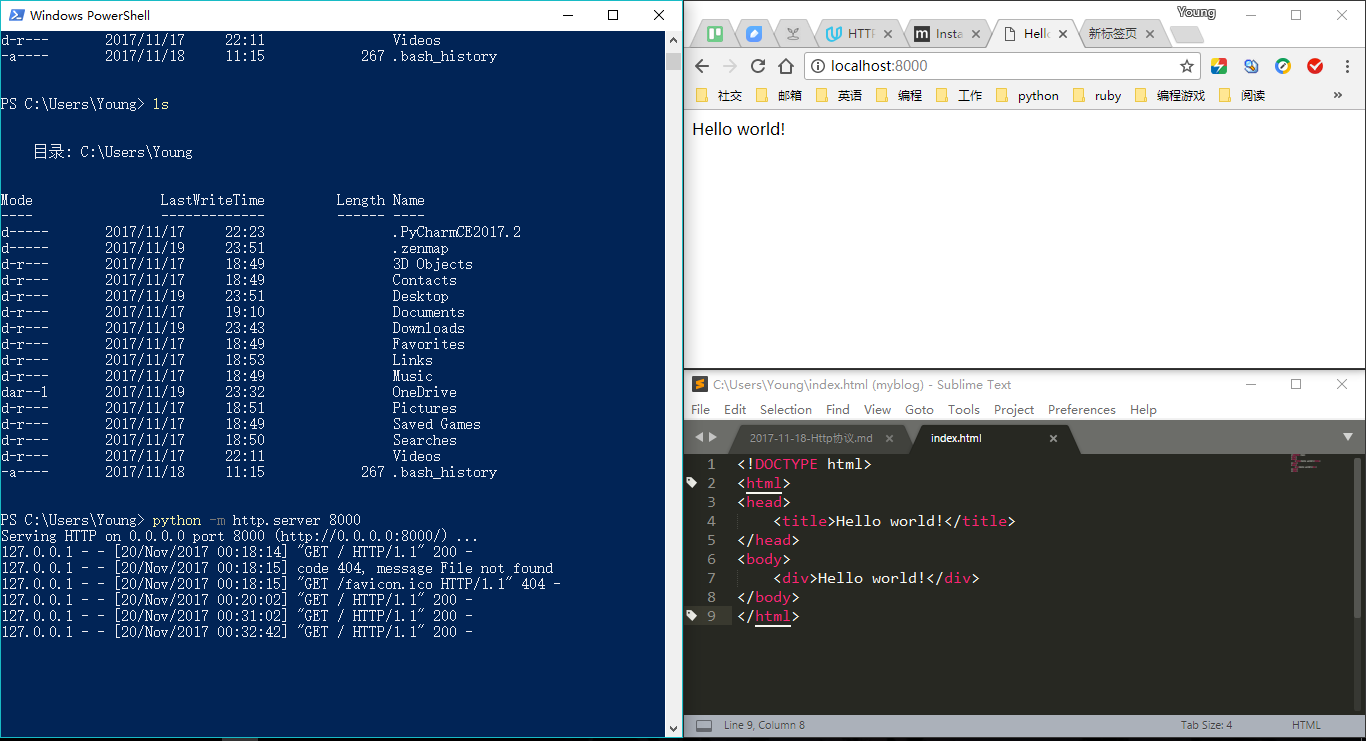 Windows PowerShell
d-r--- 2017/11/17 22:11 Videos
-a---- 2017/11/18 11:15 267 .bash_history
PS C:\Users\Young> ls
目录: C:\Users\Young
Mode LastWriteTime Length Name
---- ------------- ------ ----
d----- 2017/11/17 22:23 .PyCharmCE2017.2
d----- 2017/11/19 23:51 .zenmap
d-r--- 2017/11/17 18:49 3D Objects
d-r--- 2017/11/17 18:49 Contacts
d-r--- 2017/11/19 23:51 Desktop
d-r--- 2017/11/17 19:10 Documents
d-r--- 2017/11/19 23:43 Downloads
d-r--- 2017/11/17 18:49 Favorites
d-r--- 2017/11/17 18:53 Links
d-r--- 2017/11/17 18:49 Music
dar--l 2017/11/19 23:32 OneDrive
d-r--- 2017/11/17 18:51 Pictures
d-r--- 2017/11/17 18:49 Saved Games
d-r--- 2017/11/17 18:50 Searches
d-r--- 2017/11/17 22:11 Videos
-a---- 2017/11/18 11:15 267 .bash_history
PS C:\Users\Young> python -m http.server 8000
Serving HTTP on 0.0.0.0 port 8000 (http://0.0.0.0:8000/) ...
127.0.0.1 - - [20/Nov/2017 00:18:14] "GET / HTTP/1.1" 200 -
127.0.0.1 - - [20/Nov/2017 00:18:15] code 404, message File not found
127.0.0.1 - - [20/Nov/2017 00:18:15] "GET /favicon.ico HTTP/1.1" 404 -
127.0.0.1 - - [20/Nov/2017 00:20:02] "GET / HTTP/1.1" 200 -
127.0.0.1 - - [20/Nov/2017 00:31:02] "GET / HTTP/1.1" 200 -
127.0.0.1 - - [20/Nov/2017 00:32:42] "GET / HTTP/1.1" 200 -
Young
HTTP Insta Hello 新标签页
localhost:8000
社交 邮箱 英语 编程 工作 python ruby 编程游戏 阅读 »
Hello world!
C:\Users\Young\index.html (myblog) - Sublime Text
File Edit Selection Find View Goto Tools Project Preferences Help
2017-11-18-Http协议.md index.html
1 <!DOCTYPE html>
2 <html>
3 <head>
4 <title>Hello world!</title>
5 </head>
6 <body>
7 <div>Hello world!</div>
8 </body>
9 </html>
Line 9, Column 8 Tab Size: 4 HTML